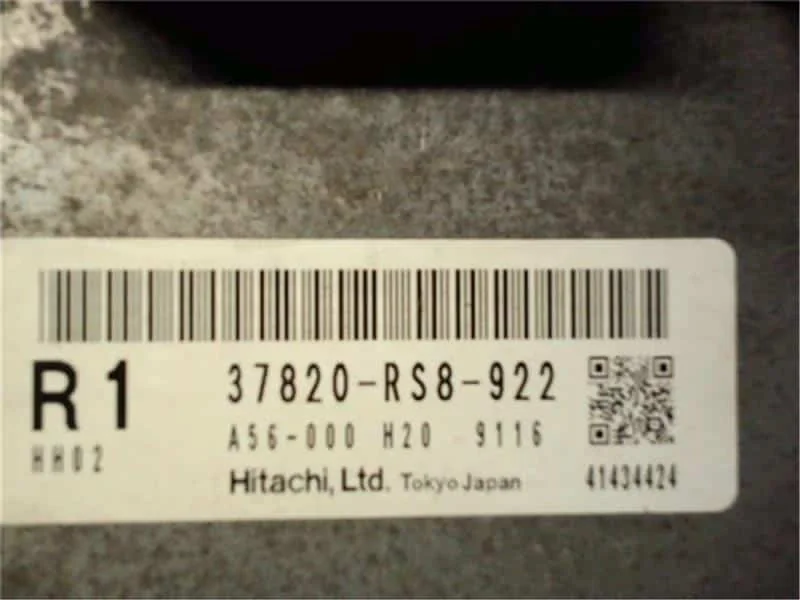 R1 37820-RS8-922
A56-000 H20 9116
HH02
Hitachi, Ltd. Tokyo Japan 41434424